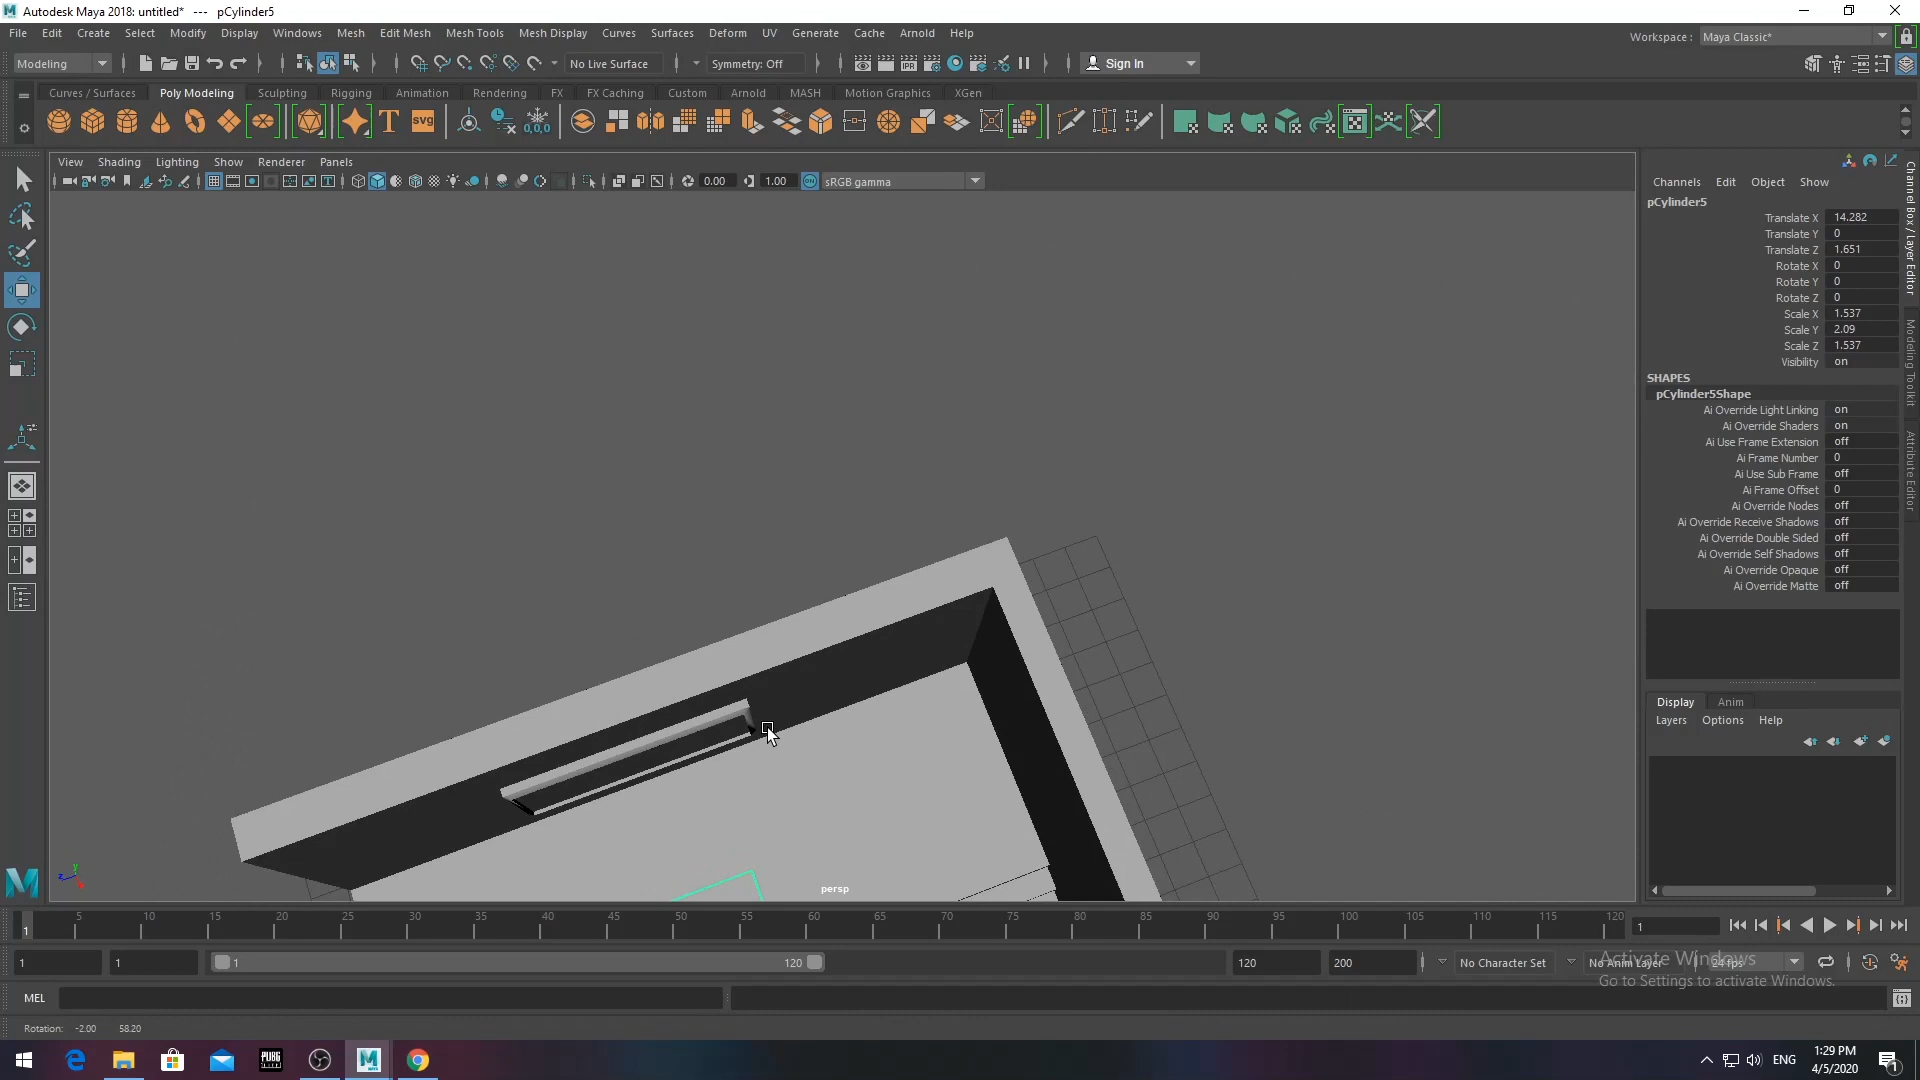 Autodesk Maya 2018: untitled*   ---   pCylinder5
File Edit Create Select Modify Display Windows Mesh Edit Mesh Mesh Tools Mesh Display Curves Surfaces Deform UV Generate Cache Arnold Help
Workspace : Maya Classic*
Modeling No Live Surface Symmetry: Off Sign In
Curves / Surfaces Poly Modeling Sculpting Rigging Animation Rendering FX FX Caching Custom Arnold MASH Motion Graphics XGen
View Shading Lighting Show Renderer Panels
0.00 1.00 sRGB gamma
Channels Edit Object Show
pCylinder5
Translate X 14.282
Translate Y 0
Translate Z 1.651
Rotate X 0
Rotate Y 0
Rotate Z 0
Scale X 1.537
Scale Y 2.09
Scale Z 1.537
Visibility on
SHAPES
pCylinder5Shape
Ai Override Light Linking on
Ai Override Shaders on
Ai Use Frame Extension off
Ai Frame Number 0
Ai Use Sub Frame off
Ai Frame Offset 0
Ai Override Nodes off
Ai Override Receive Shadows off
Ai Override Double Sided off
Ai Override Self Shadows off
Ai Override Opaque off
Ai Override Matte off
Channel Box / Layer Editor
Modeling Toolkit
Attribute Editor
Display Anim
Layers Options Help
persp
5 10 15 20 25 30 35 40 45 50 55 60 65 70 75 80 85 90 95 100 105 110 115 120
1
1
1 1 1 120 120 200 No Character Set No Anim Layer 24 fps
Activate Windows
Go to Settings to activate Windows.
MEL
Rotation: -2.00 58.20
ENG
1:29 PM
4/5/2020